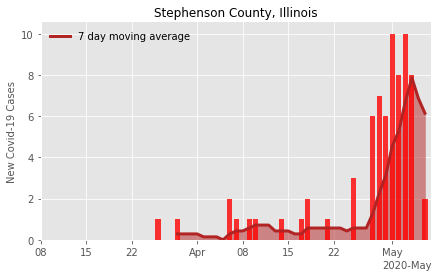 Stephenson County, Illinois
7 day moving average
New Covid-19 Cases
10
8
6
4
2
0
08 15 22 Apr 08 15 22 May
2020-May